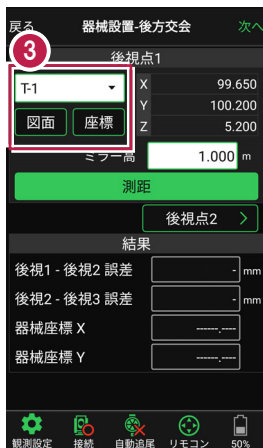 戻る 器械設置-後方交会 次へ
3
後視点1
T-1 X 99.650
Y 100.200
図面 座標 Z 5.200
ミラー高 1.000 m
測距
後視点2 >
結果
後視1 - 後視2 誤差 - mm
後視2 - 後視3 誤差 - mm
器械座標 X ------.----
器械座標 Y ------.----
観測設定 接続 自動追尾 リモコン 50%